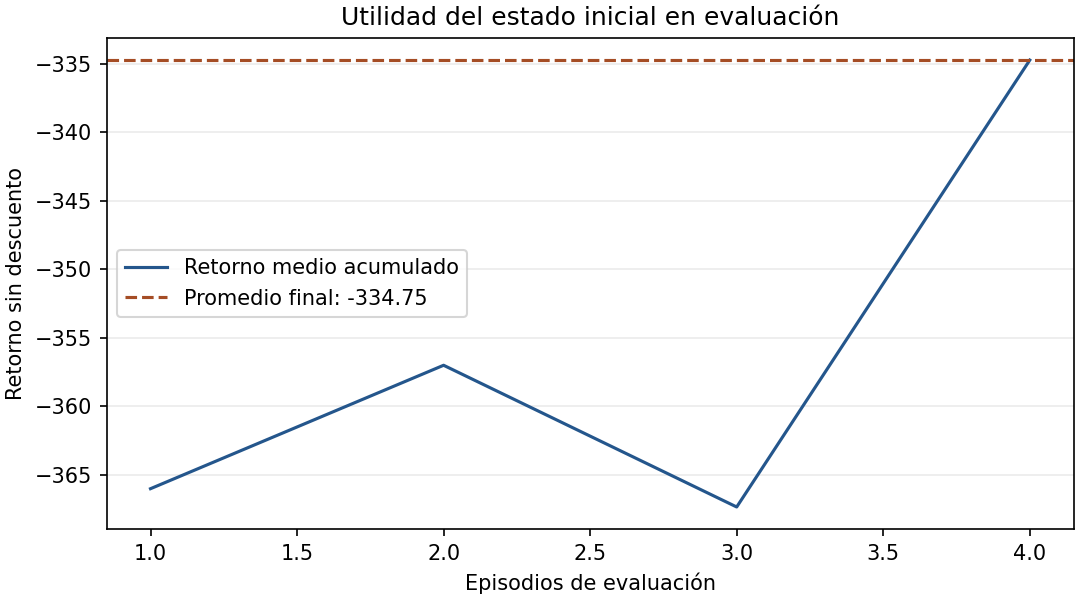 Utilidad del estado inicial en evaluación
Retorno sin descuento
−335
−340
−345
−350
−355
−360
−365
Retorno medio acumulado
Promedio final: -334.75
1.0 1.5 2.0 2.5 3.0 3.5 4.0
Episodios de evaluación